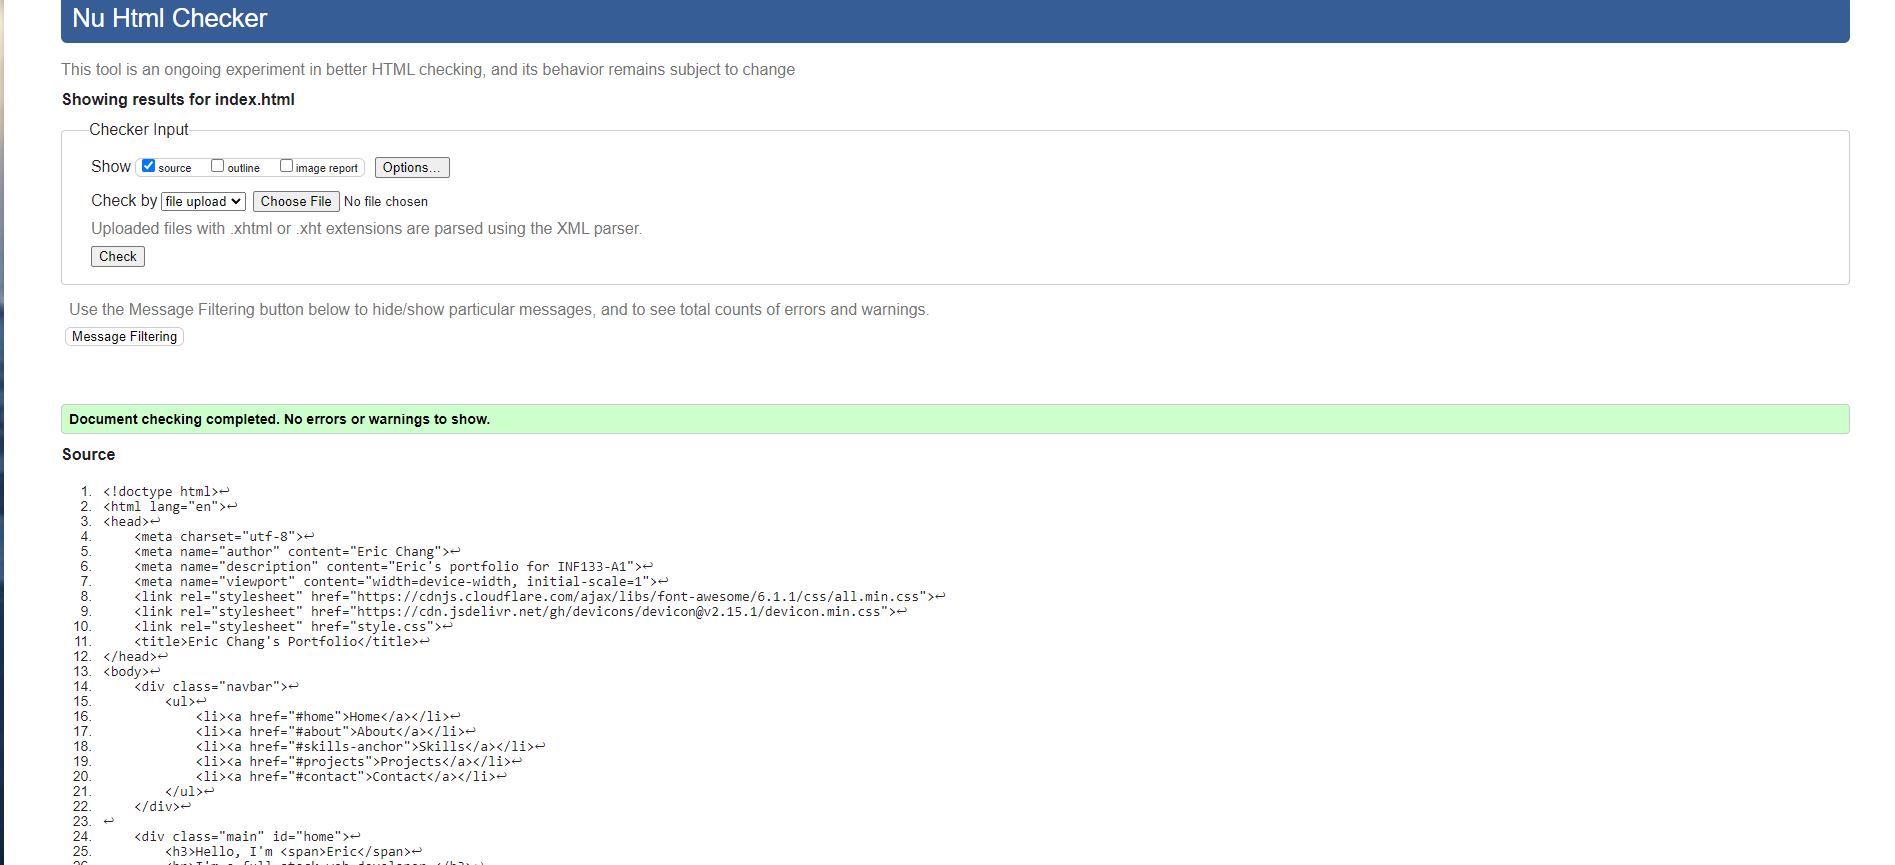 Nu Html Checker
This tool is an ongoing experiment in better HTML checking, and its behavior remains subject to change
Showing results for index.html
Checker Input
Show source outline image report Options...
Check by file upload Choose File No file chosen
Uploaded files with .xhtml or .xht extensions are parsed using the XML parser.
Check
Use the Message Filtering button below to hide/show particular messages, and to see total counts of errors and warnings.
Message Filtering
Document checking completed. No errors or warnings to show.
Source
1. <!doctype html>↩
2. <html lang="en">↩
3. <head>↩
4. <meta charset="utf-8">↩
5. <meta name="author" content="Eric Chang">↩
6. <meta name="description" content="Eric's portfolio for INF133-A1">↩
7. <meta name="viewport" content="width=device-width, initial-scale=1">↩
8. <link rel="stylesheet" href="https://cdnjs.cloudflare.com/ajax/libs/font-awesome/6.1.1/css/all.min.css">↩
9. <link rel="stylesheet" href="https://cdn.jsdelivr.net/gh/devicons/devicon@v2.15.1/devicon.min.css">↩
10. <link rel="stylesheet" href="style.css">↩
11. <title>Eric Chang's Portfolio</title>↩
12. </head>↩
13. <body>↩
14. <div class="navbar">↩
15. <ul>↩
16. <li><a href="#home">Home</a></li>↩
17. <li><a href="#about">About</a></li>↩
18. <li><a href="#skills-anchor">Skills</a></li>↩
19. <li><a href="#projects">Projects</a></li>↩
20. <li><a href="#contact">Contact</a></li>↩
21. </ul>↩
22. </div>↩
23. ↩
24. <div class="main" id="home">↩
25. <h3>Hello, I'm <span>Eric</span>↩